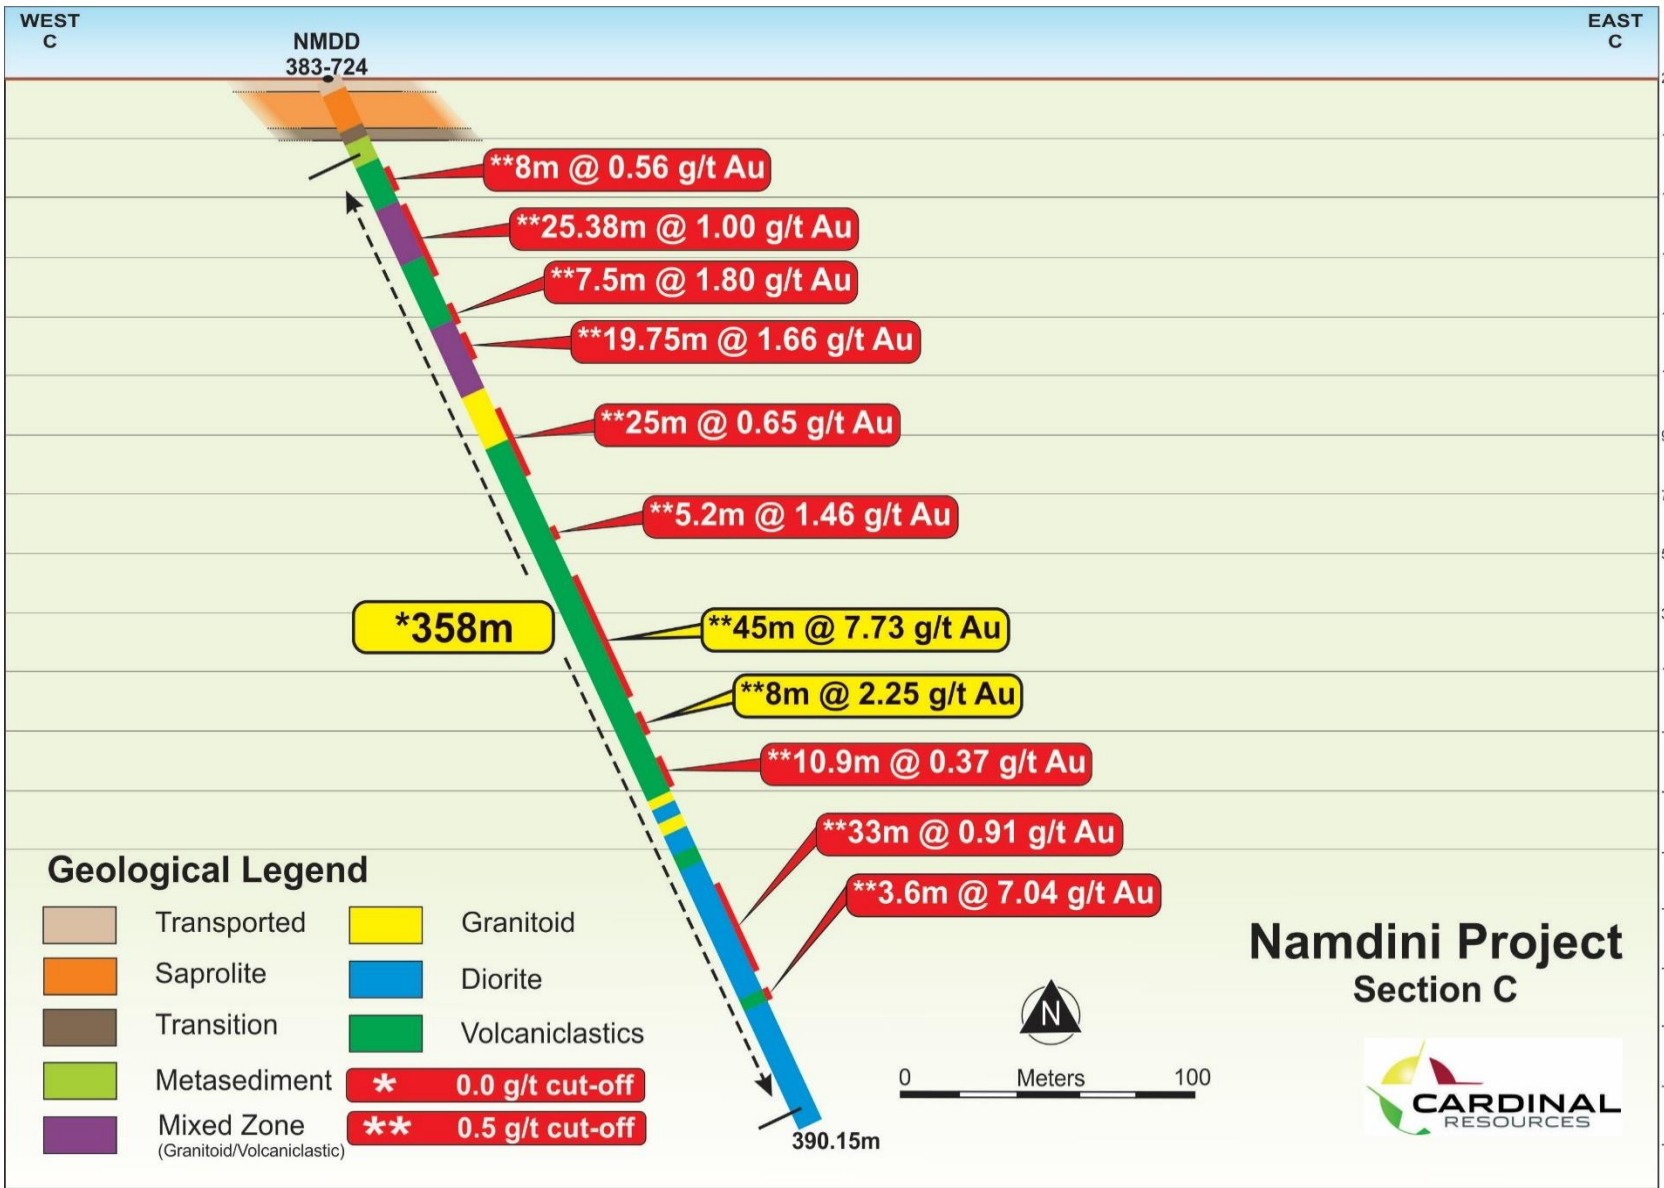 WEST
C
EAST
C
NMDD
383-724
**8m @ 0.56 g/t Au
**25.38m @ 1.00 g/t Au
**7.5m @ 1.80 g/t Au
**19.75m @ 1.66 g/t Au
**25m @ 0.65 g/t Au
**5.2m @ 1.46 g/t Au
*358m
**45m @ 7.73 g/t Au
**8m @ 2.25 g/t Au
**10.9m @ 0.37 g/t Au
**33m @ 0.91 g/t Au
**3.6m @ 7.04 g/t Au
390.15m
Geological Legend
Transported
Saprolite
Transition
Metasediment
Mixed Zone
(Granitoid/Volcaniclastic)
Granitoid
Diorite
Volcaniclastics
* 0.0 g/t cut-off
** 0.5 g/t cut-off
N
0 Meters 100
Namdini Project
Section C
CARDINAL
RESOURCES